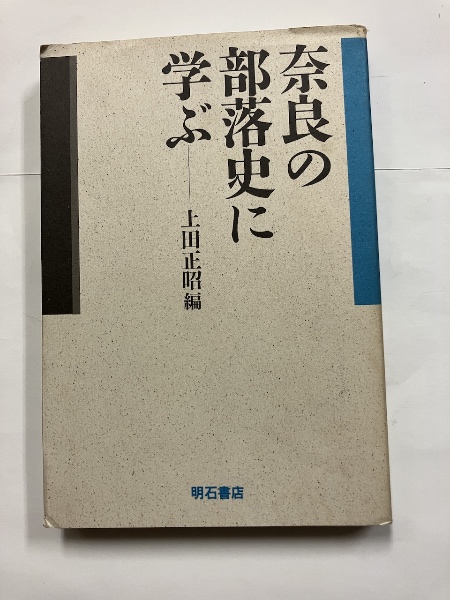 奈良の
部落史に
学ぶ——
上田正昭編
明石書店